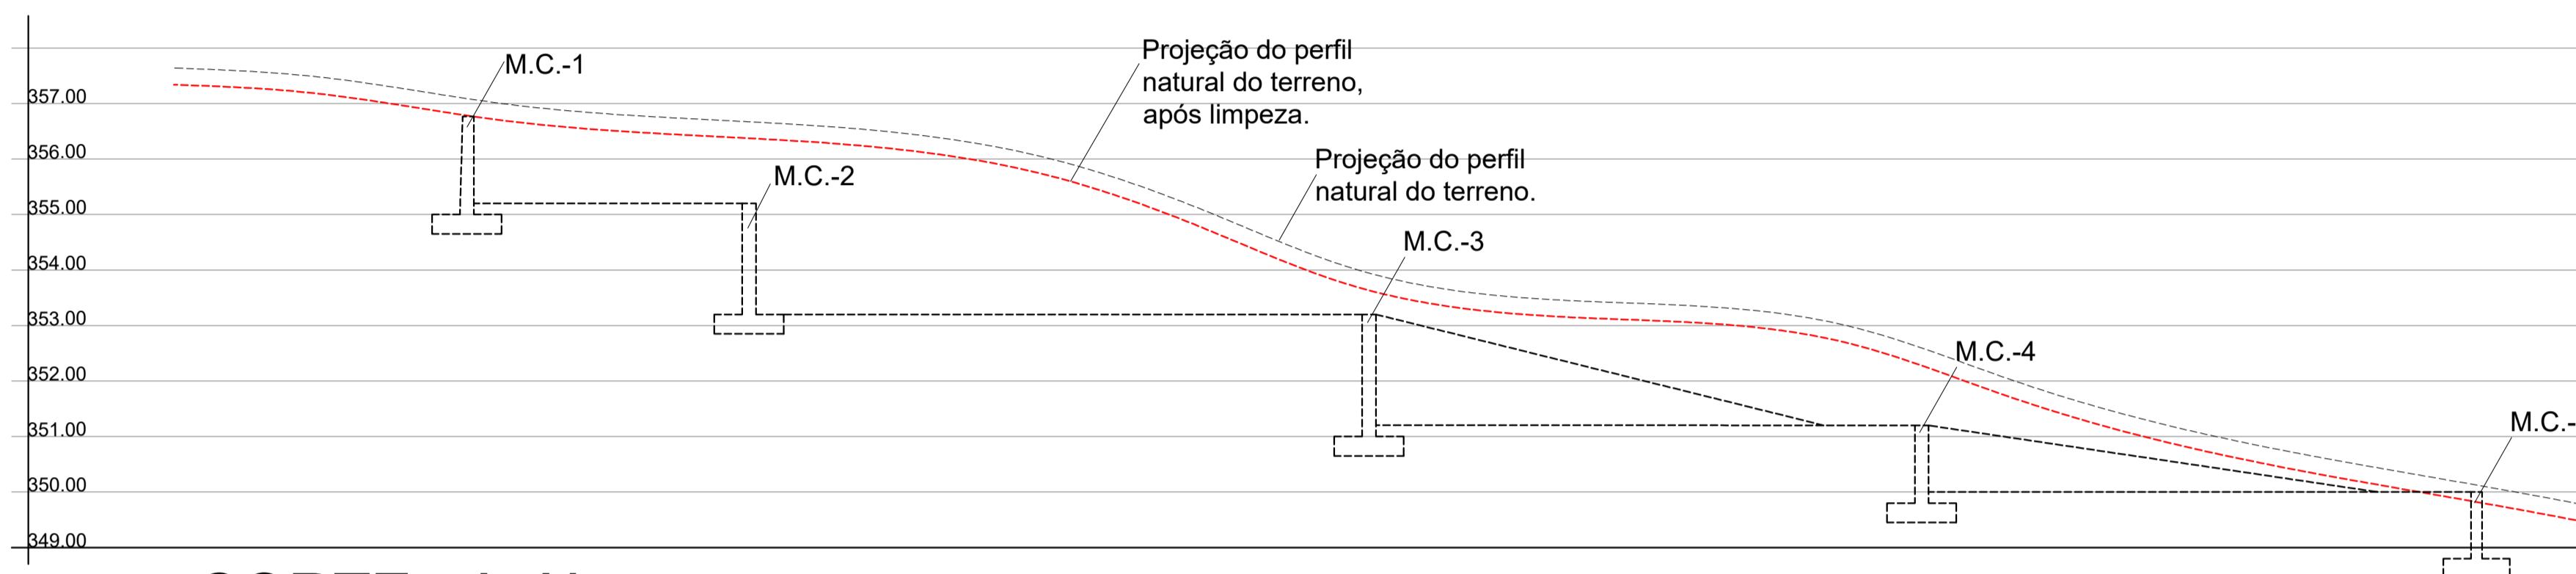 M.C.-1
Projeção do perfil
natural do terreno,
após limpeza.
357.00
Projeção do perfil
natural do terreno.
356.00
M.C.-2
355.00
M.C.-3
354.00
353.00
M.C.-4
352.00
M.C.-
351.00
350.00
349.00